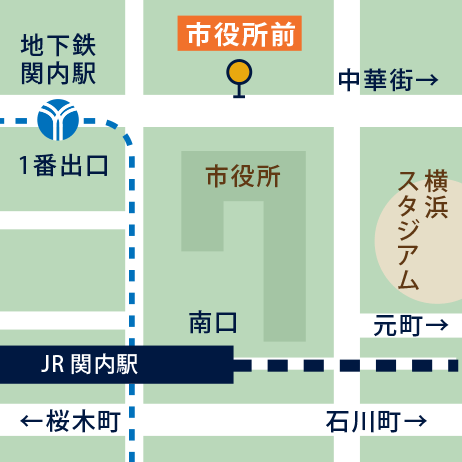 市役所前
地下鉄
関内駅
中華街→
1番出口
市役所
横浜
スタジアム
南口
元町→
JR 関内駅
←桜木町
石川町→